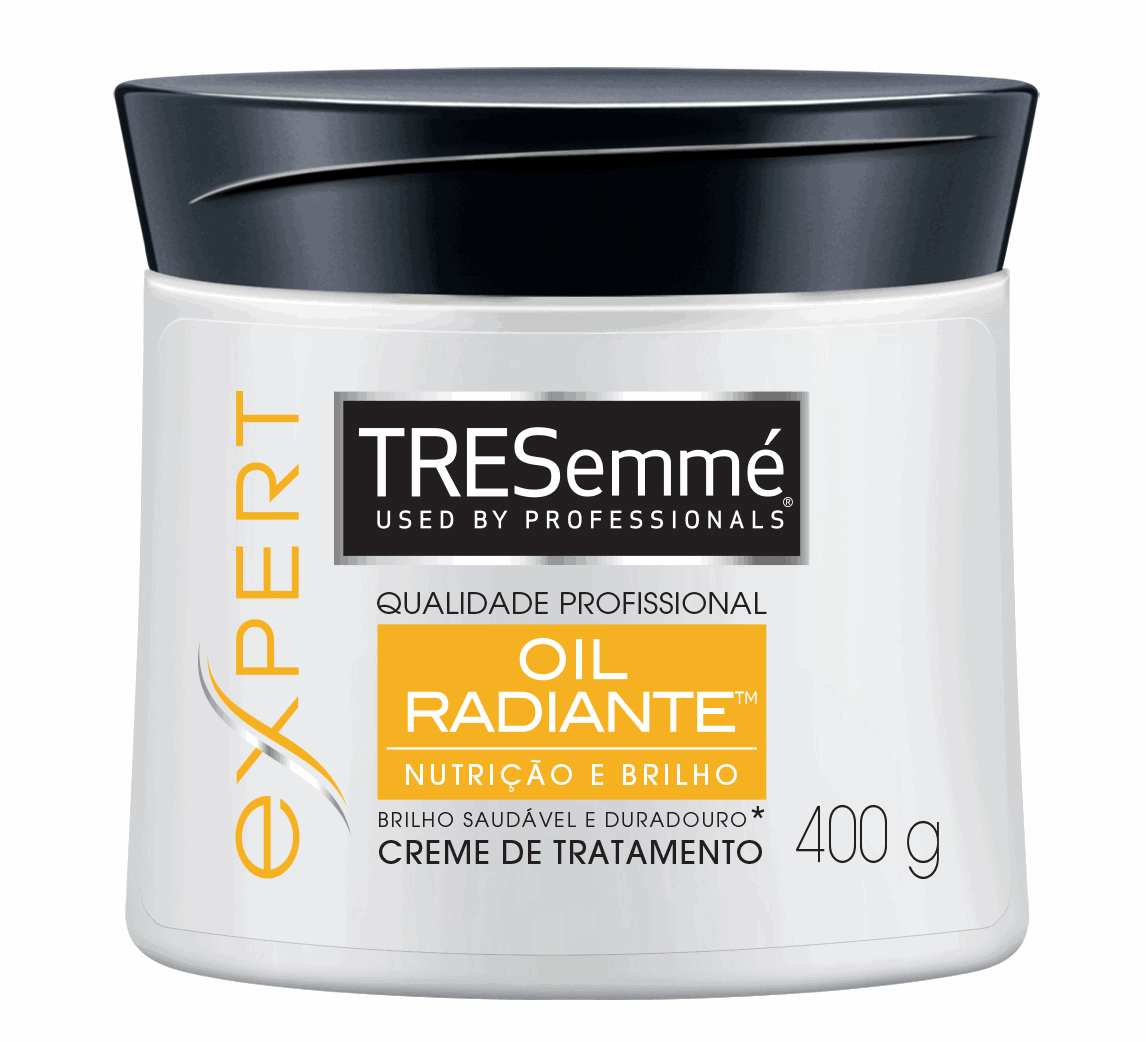 eXPERT
TRESemmé®
USED BY PROFESSIONALS
QUALIDADE PROFISSIONAL
OIL
RADIANTE™
NUTRIÇÃO E BRILHO
BRILHO SAUDÁVEL E DURADOURO*
CREME DE TRATAMENTO
400 g